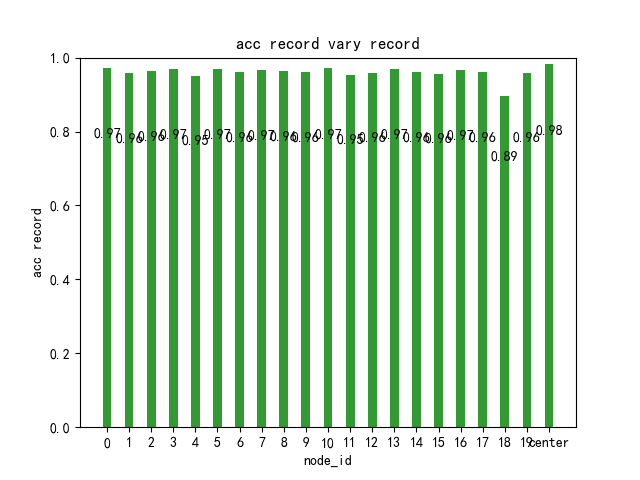 acc record vary record
1.0
0.8
0.6
0.4
0.2
0.0
acc record
0.97 0.96 0.96 0.97 0.95 0.97 0.96 0.97 0.96 0.96 0.97 0.95 0.96 0.97 0.96 0.96 0.97 0.96 0.89 0.96 0.98
0 1 2 3 4 5 6 7 8 9 10 11 12 13 14 15 16 17 18 19 center
node_id